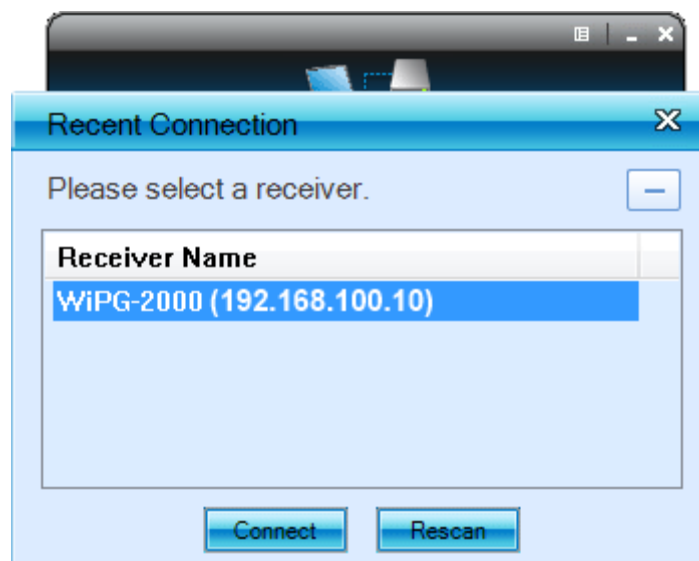 Recent Connection
Please select a receiver.
Receiver Name
WiPG-2000 (192.168.100.10)
Connect Rescan